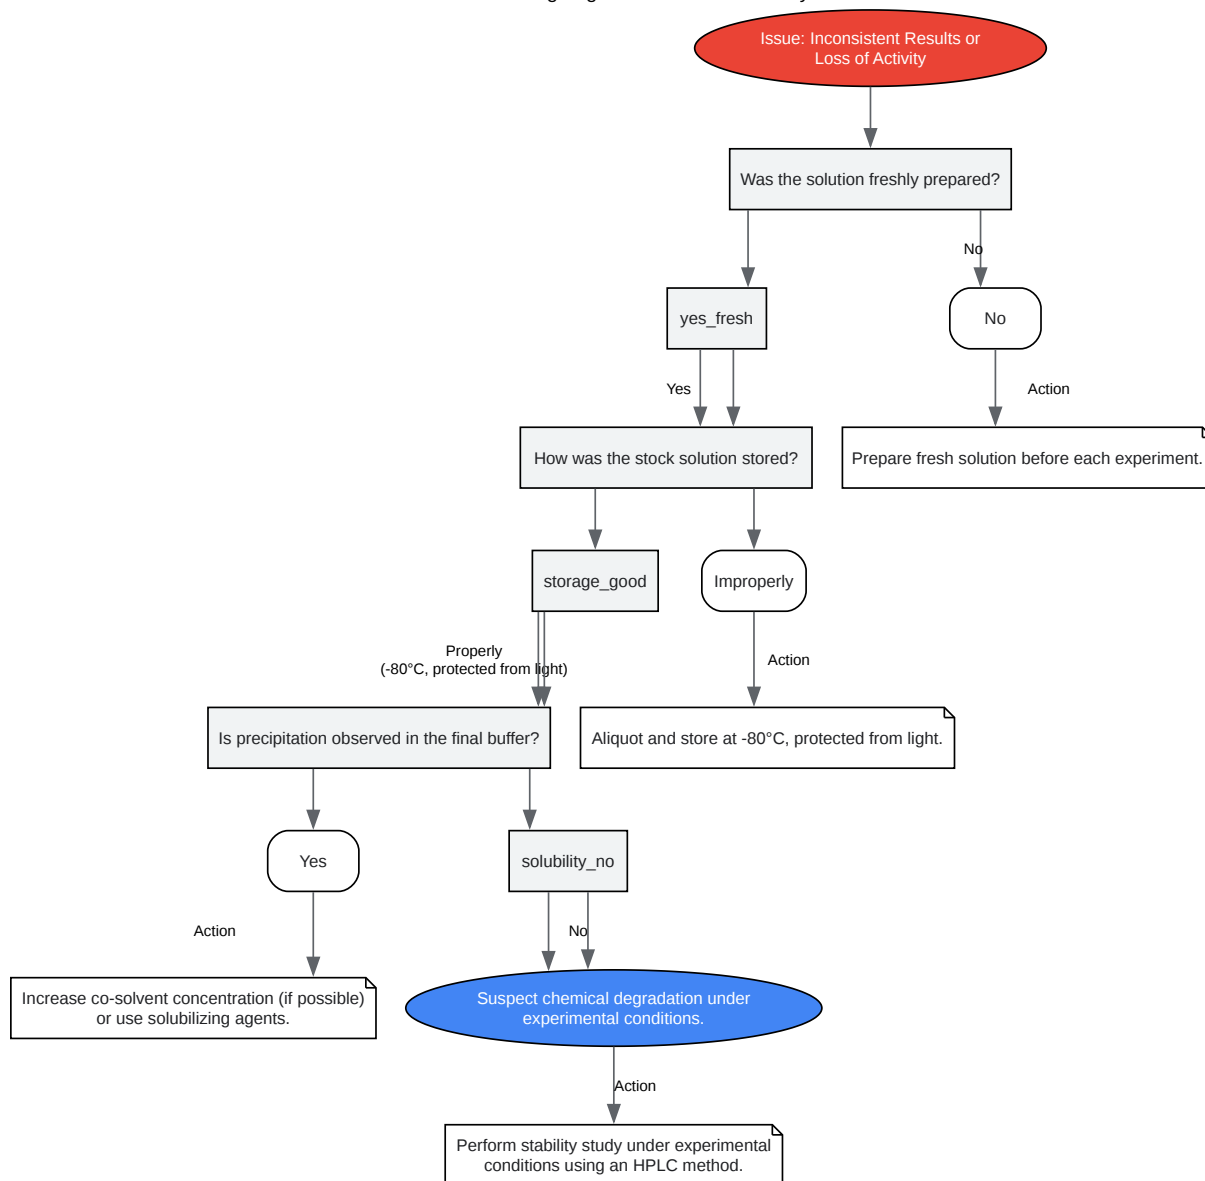 Issue: Inconsistent Results or
Loss of Activity
Was the solution freshly prepared?
No
yes_fresh
No
Yes
Action
How was the stock solution stored?
Prepare fresh solution before each experiment.
storage_good
Improperly
Properly
(-80°C, protected from light)
Action
Is precipitation observed in the final buffer?
Aliquot and store at -80°C, protected from light.
Yes
solubility_no
Action
No
Increase co-solvent concentration (if possible)
or use solubilizing agents.
Suspect chemical degradation under
experimental conditions.
Action
Perform stability study under experimental
conditions using an HPLC method.